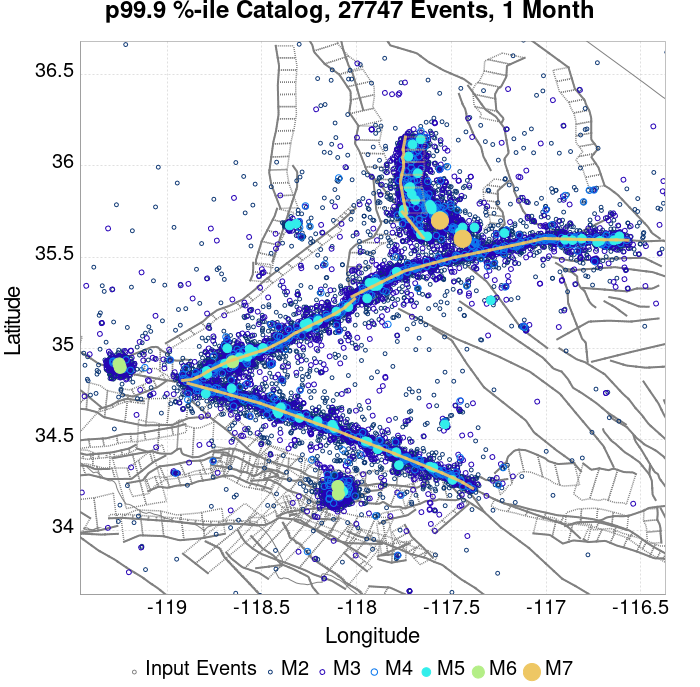 p99.9 %-ile Catalog, 27747 Events, 1 Month
36.5
36
35.5
35
34.5
34
Latitude
-119 -118.5 -118 -117.5 -117 -116.5
Longitude
Input Events M2 M3 M4 M5 M6 M7